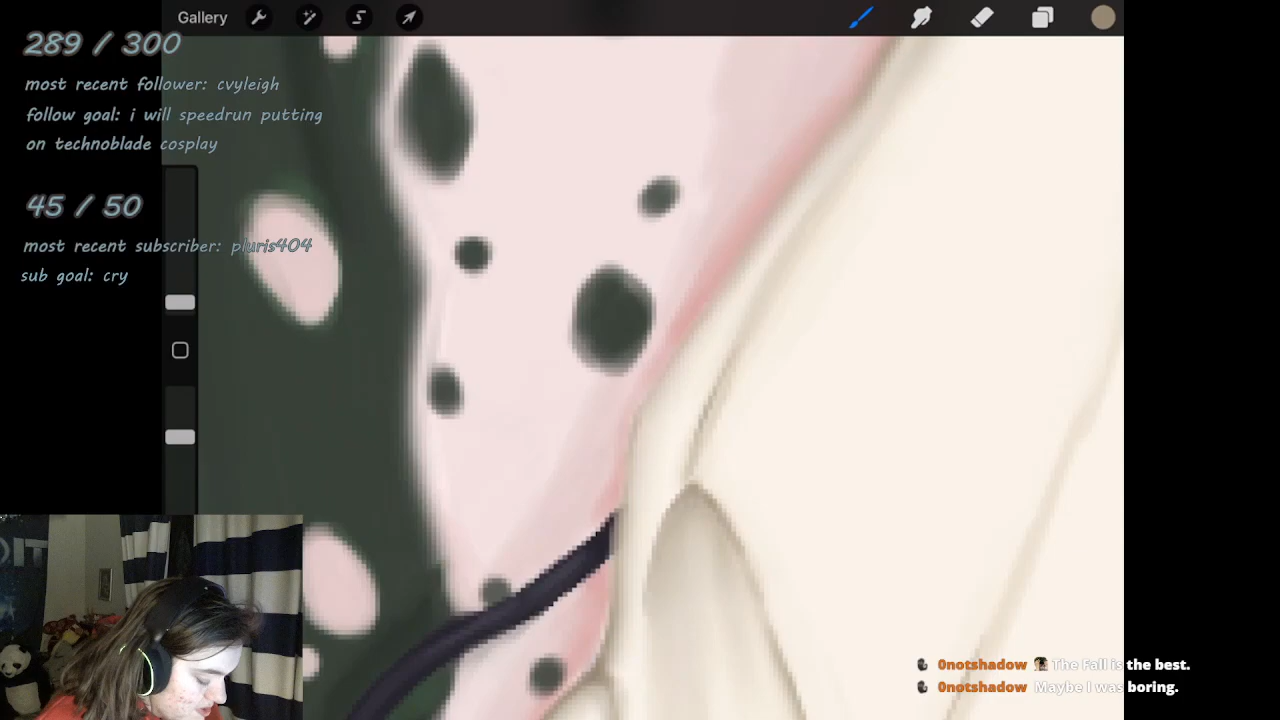 Gallery
289 / 300
most recent follower: cvyleigh
follow goal: i will speedrun putting
on technoblade cosplay
45 / 50
most recent subscriber: pluris404
sub goal: cry
0notshadow The Fall is the best.
0notshadow Maybe I was boring.